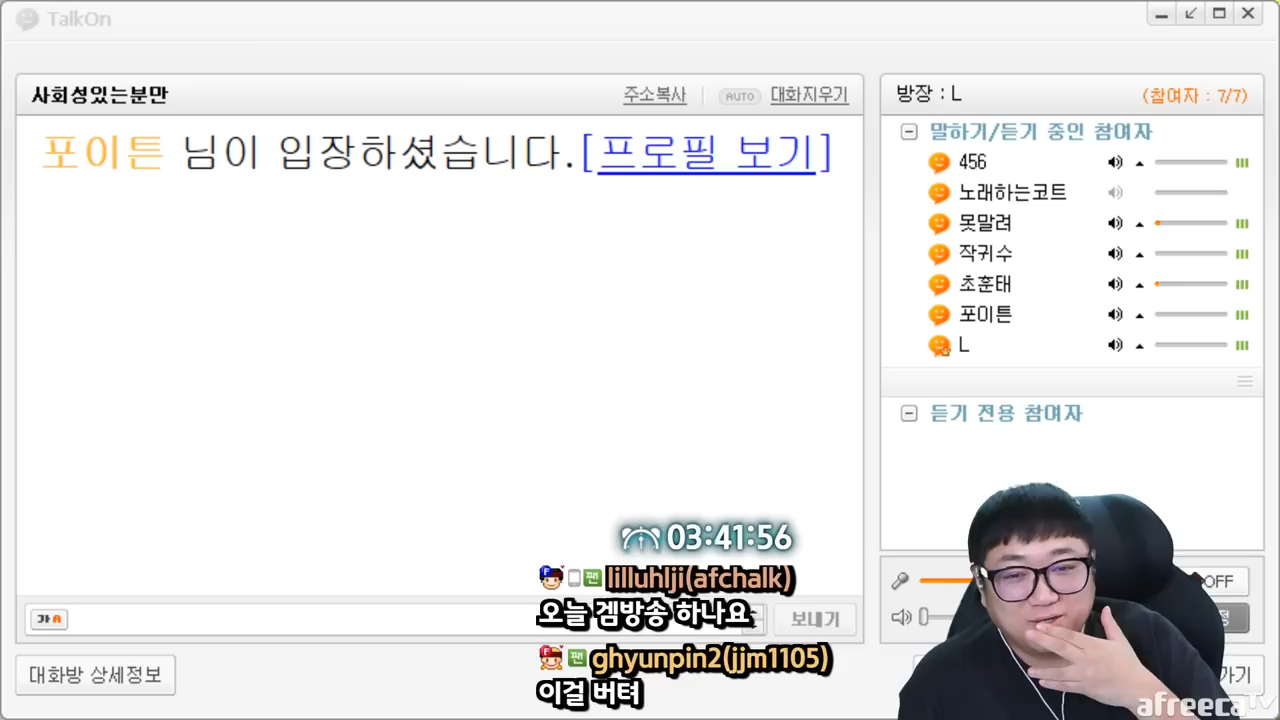 TalkOn
사회성있는분만
주소복사
AUTO
대화지우기
포이튼 님이 입장하셨습니다.[프로필 보기]
방장 : L
(참여자 : 7/7)
말하기/듣기 중인 참여자
456
노래하는코트
못말려
작귀수
초훈태
포이튼
L
듣기 전용 참여자
03:41:56
팬 lilluhlji(afchalk)
오늘 겜방송 하나요
팬 ghyunpin2(jjm1105)
이걸 버텨
가
보내기
OFF
대화방 상세정보
가기
afreecaTV